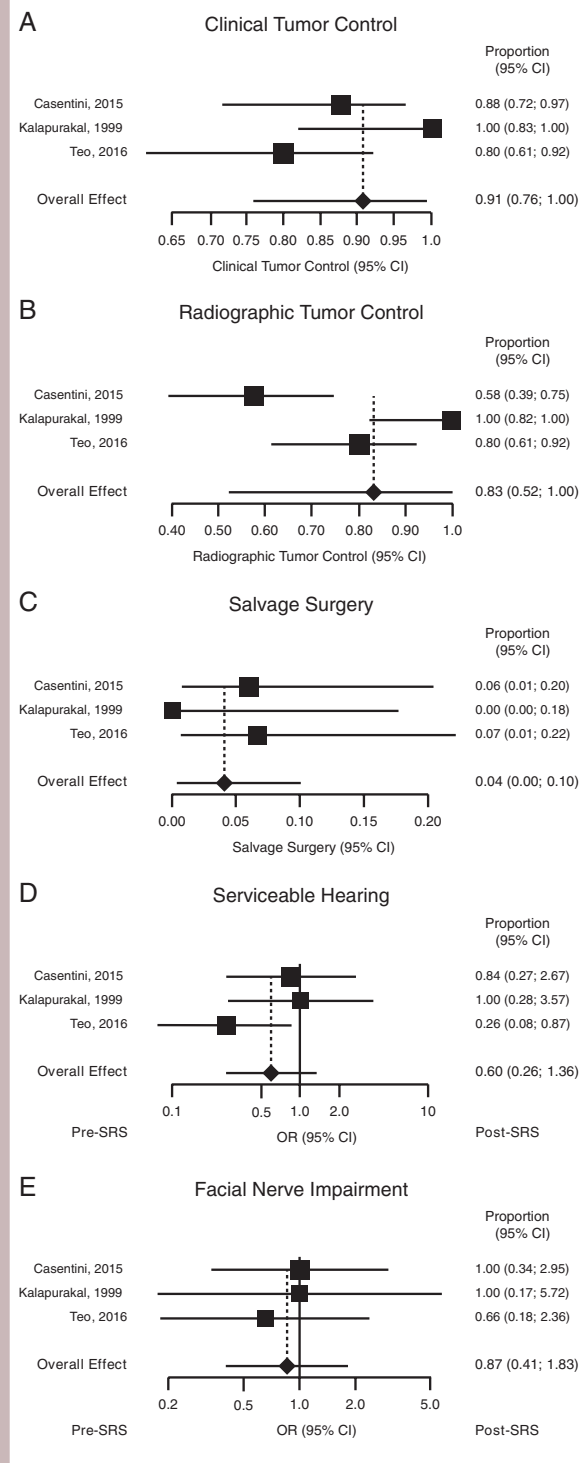 A
Clinical Tumor Control
Proportion
(95% CI)
Casentini, 2015 0.88 (0.72; 0.97)
Kalapurakal, 1999 1.00 (0.83; 1.00)
Teo, 2016 0.80 (0.61; 0.92)
Overall Effect 0.91 (0.76; 1.00)
0.65 0.70 0.75 0.80 0.85 0.90 0.95 1.0
Clinical Tumor Control (95% CI)
B
Radiographic Tumor Control
Proportion
(95% CI)
Casentini, 2015 0.58 (0.39; 0.75)
Kalapurakal, 1999 1.00 (0.82; 1.00)
Teo, 2016 0.80 (0.61; 0.92)
Overall Effect 0.83 (0.52; 1.00)
0.40 0.50 0.60 0.70 0.80 0.90 1.0
Radiographic Tumor Control (95% CI)
C
Salvage Surgery
Proportion
(95% CI)
Casentini, 2015 0.06 (0.01; 0.20)
Kalapurakal, 1999 0.00 (0.00; 0.18)
Teo, 2016 0.07 (0.01; 0.22)
Overall Effect 0.04 (0.00; 0.10)
0.00 0.05 0.10 0.15 0.20
Salvage Surgery (95% CI)
D
Serviceable Hearing
Proportion
(95% CI)
Casentini, 2015 0.84 (0.27; 2.67)
Kalapurakal, 1999 1.00 (0.28; 3.57)
Teo, 2016 0.26 (0.08; 0.87)
Overall Effect 0.60 (0.26; 1.36)
0.1 0.5 1.0 2.0 10
Pre-SRS OR (95% CI) Post-SRS
E
Facial Nerve Impairment
Proportion
(95% CI)
Casentini, 2015 1.00 (0.34; 2.95)
Kalapurakal, 1999 1.00 (0.17; 5.72)
Teo, 2016 0.66 (0.18; 2.36)
Overall Effect 0.87 (0.41; 1.83)
0.2 0.5 1.0 2.0 5.0
Pre-SRS OR (95% CI) Post-SRS